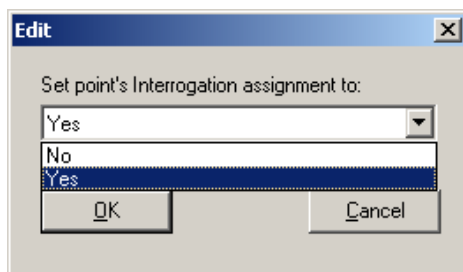 Edit
Set point's Interrogation assignment to:
Yes
No
Yes
OK Cancel